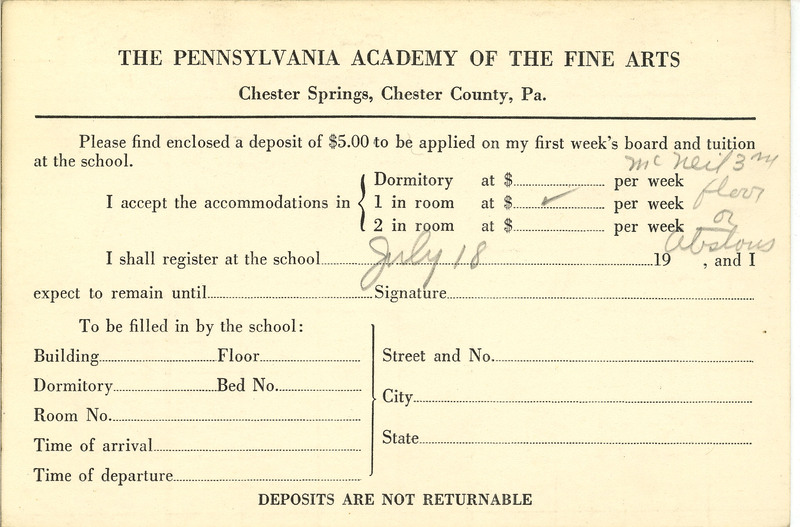 THE PENNSYLVANIA ACADEMY OF THE FINE ARTS
Chester Springs, Chester County, Pa.
Please find enclosed a deposit of $5.00 to be applied on my first week's board and tuition
at the school.
Mc Neil 3rd
floor
or
Dormitory at $ per week
I accept the accommodations in 1 in room at $ ✓ per week
2 in room at $ per week
I shall register at the school July 18 19 , and I
expect to remain until Signature
To be filled in by the school:
Building Floor
Dormitory Bed No.
Room No.
Time of arrival
Time of departure
Street and No.
City
State
DEPOSITS ARE NOT RETURNABLE